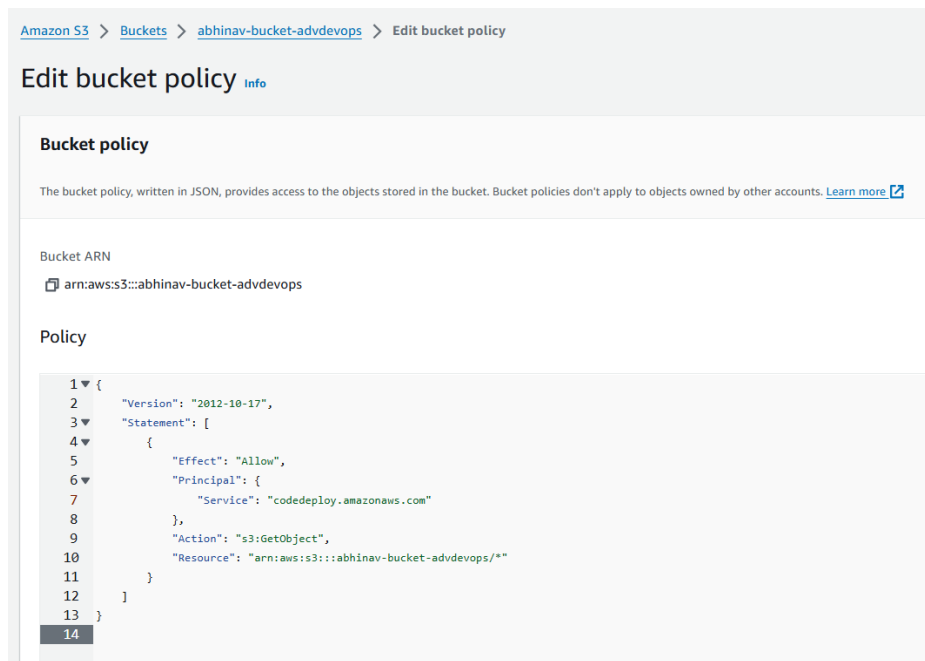 Amazon S3 > Buckets > abhinav-bucket-advdevops > Edit bucket policy
Edit bucket policy Info
Bucket policy
The bucket policy, written in JSON, provides access to the objects stored in the bucket. Bucket policies don't apply to objects owned by other accounts. Learn more
Bucket ARN
arn:aws:s3:::abhinav-bucket-advdevops
Policy
1 {
2     "Version": "2012-10-17",
3     "Statement": [
4         {
5             "Effect": "Allow",
6             "Principal": {
7                 "Service": "codedeploy.amazonaws.com"
8             },
9             "Action": "s3:GetObject",
10             "Resource": "arn:aws:s3:::abhinav-bucket-advdevops/*"
11         }
12     ]
13 }
14